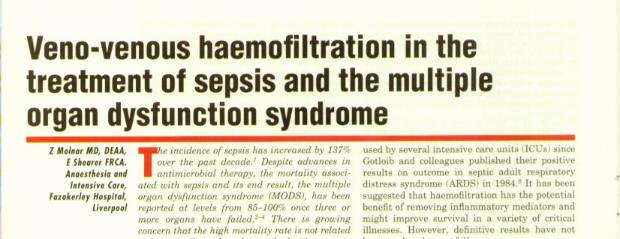 Veno-venous haemofiltration in the
treatment of sepsis and the multiple
organ dysfunction syndrome
Z Molnar MD, DEAA,
E Shearer FRCA.
Anaesthesia and
Intensive Care,
Fazakerley Hospital,
Liverpool
The incidence of sepsis has increased by 137%
over the past decade.1 Despite advances in
antimicrobial therapy, the mortality associ-
ated with sepsis and its end result, the multiple
organ dysfunction syndrome (MODS), has been
reported at levels from 85–100% once three or
more organs have failed.2–4 There is growing
concern that the high mortality rate is not related
used by several intensive care units (ICUs) since
Gotloib and colleagues published their positive
results on outcome in septic adult respiratory
distress syndrome (ARDS) in 1984.8 It has been
suggested that haemofiltration has the potential
benefit of removing inflammatory mediators and
might improve survival in a variety of critical
illnesses. However, definitive results have not